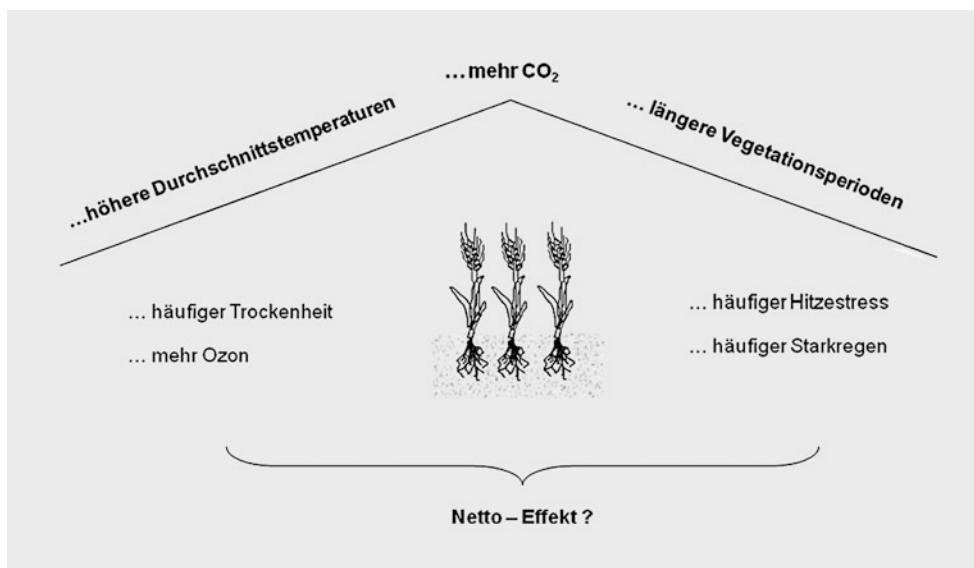 …mehr CO₂
…höhere Durchschnittstemperaturen
… längere Vegetationsperioden
… häufiger Trockenheit
… mehr Ozon
… häufiger Hitzestress
… häufiger Starkregen
Netto – Effekt ?